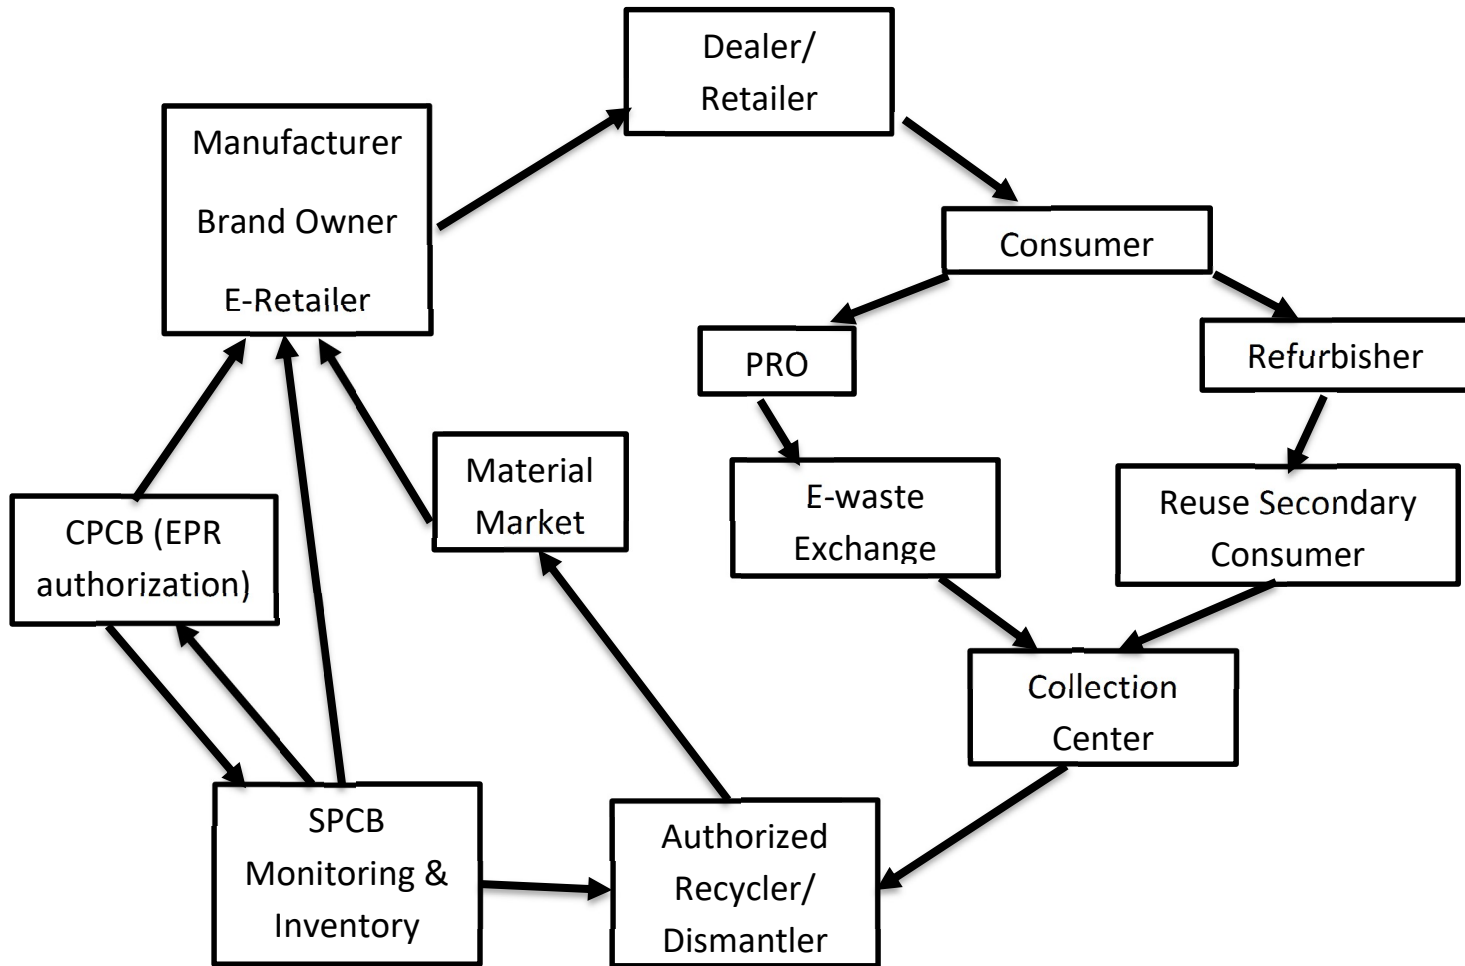 Dealer/
Retailer
Manufacturer
Brand Owner
E-Retailer
Consumer
PRO
Refurbisher
Material
Market
E-waste
Exchange
Reuse Secondary
Consumer
CPCB (EPR
authorization)
Collection
Center
SPCB
Monitoring &
Inventory
Authorized
Recycler/
Dismantler